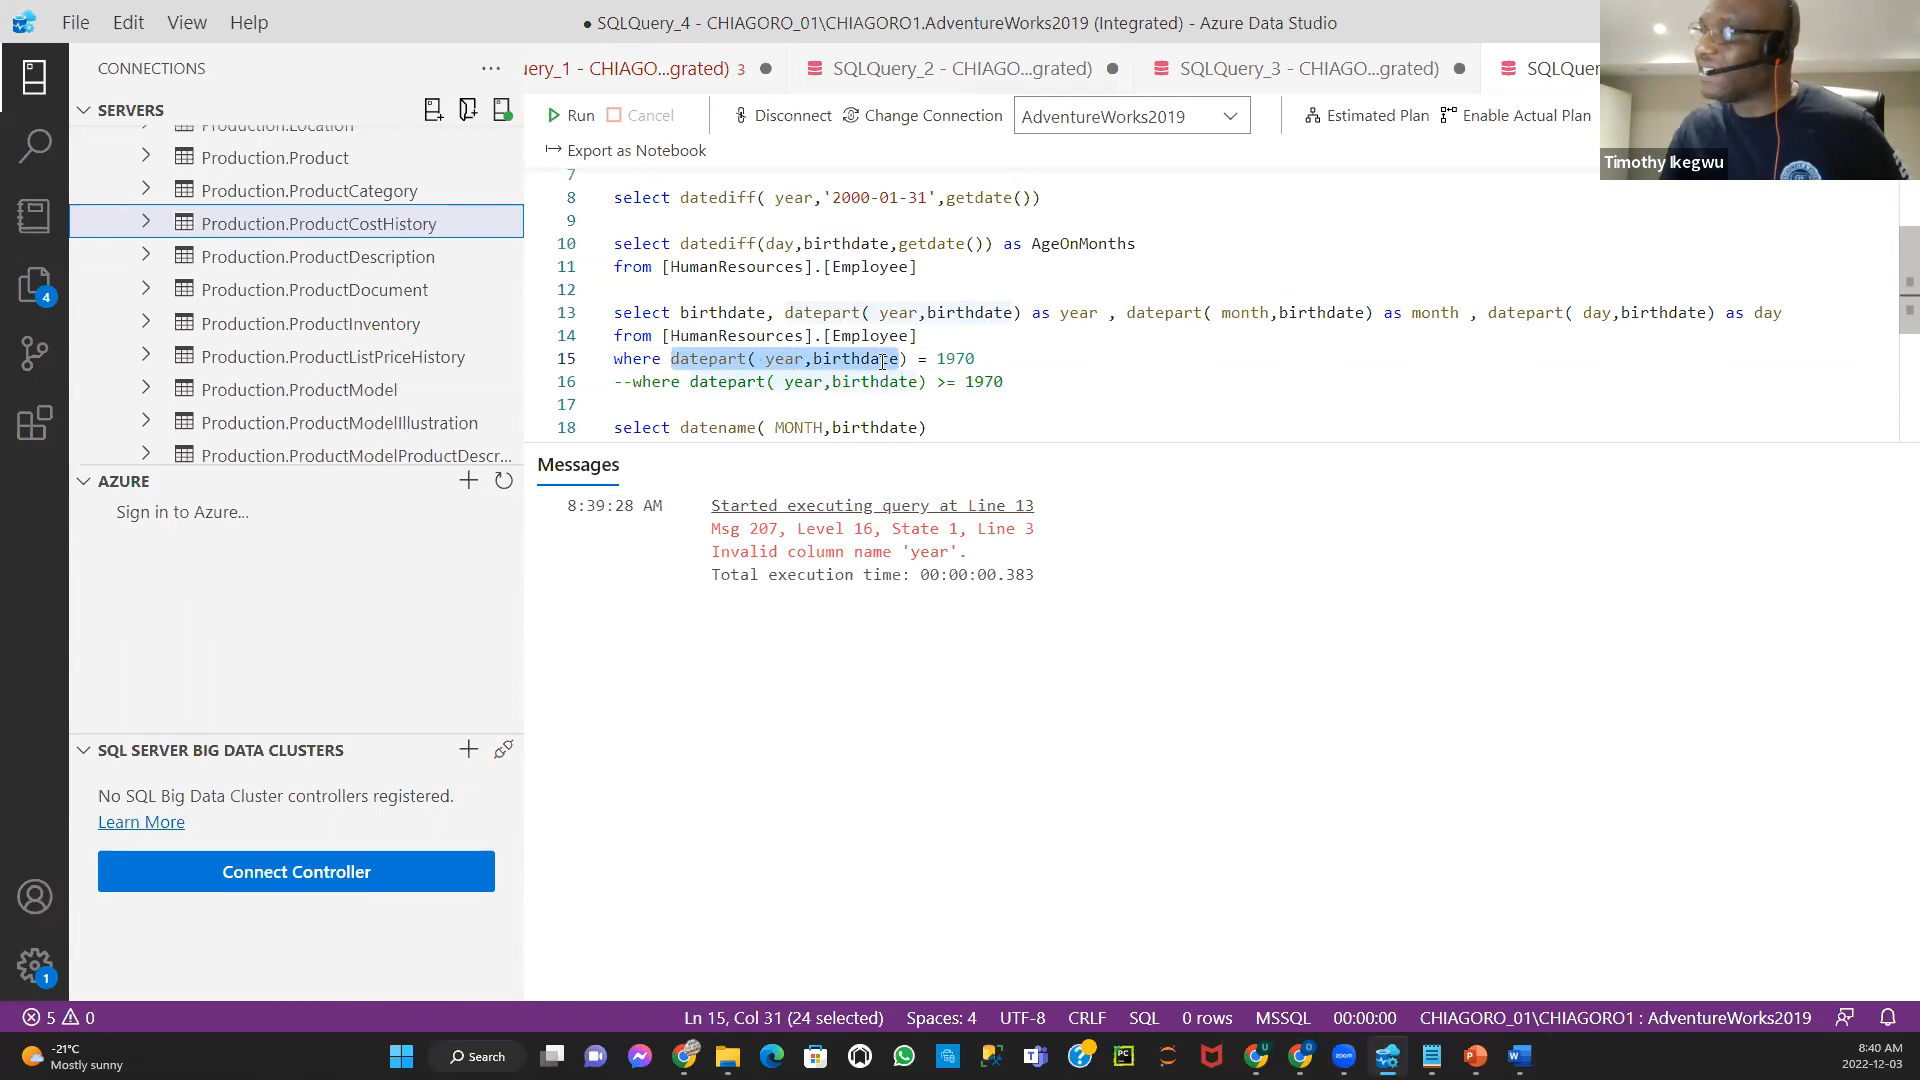 File Edit View Help
● SQLQuery_4 - CHIAGORO_01\CHIAGORO1.AdventureWorks2019 (Integrated) - Azure Data Studio
CONNECTIONS
uery_1 - CHIAGO...grated) 3
SQLQuery_2 - CHIAGO...grated)
SQLQuery_3 - CHIAGO...grated)
SQLQuer
SERVERS
Run Cancel Disconnect Change Connection AdventureWorks2019 Estimated Plan Enable Actual Plan
Export as Notebook
Timothy Ikegwu
Production.Location
Production.Product
Production.ProductCategory
Production.ProductCostHistory
Production.ProductDescription
Production.ProductDocument
Production.ProductInventory
Production.ProductListPriceHistory
Production.ProductModel
Production.ProductModelIllustration
Production.ProductModelProductDescr...
7
8 select datediff( year,'2000-01-31',getdate())
9
10 select datediff(day,birthdate,getdate()) as AgeOnMonths
11 from [HumanResources].[Employee]
12
13 select birthdate, datepart( year,birthdate) as year , datepart( month,birthdate) as month , datepart( day,birthdate) as day
14 from [HumanResources].[Employee]
15 where datepart( year,birthdate) = 1970
16 --where datepart( year,birthdate) >= 1970
17
18 select datename( MONTH,birthdate)
Messages
8:39:28 AM Started executing query at Line 13
Msg 207, Level 16, State 1, Line 3
Invalid column name 'year'.
Total execution time: 00:00:00.383
4
AZURE
Sign in to Azure...
SQL SERVER BIG DATA CLUSTERS
No SQL Big Data Cluster controllers registered.
Learn More
Connect Controller
1
5 0
Ln 15, Col 31 (24 selected) Spaces: 4 UTF-8 CRLF SQL 0 rows MSSQL 00:00:00 CHIAGORO_01\CHIAGORO1 : AdventureWorks2019
-21°C
Mostly sunny
Search
8:40 AM
2022-12-03